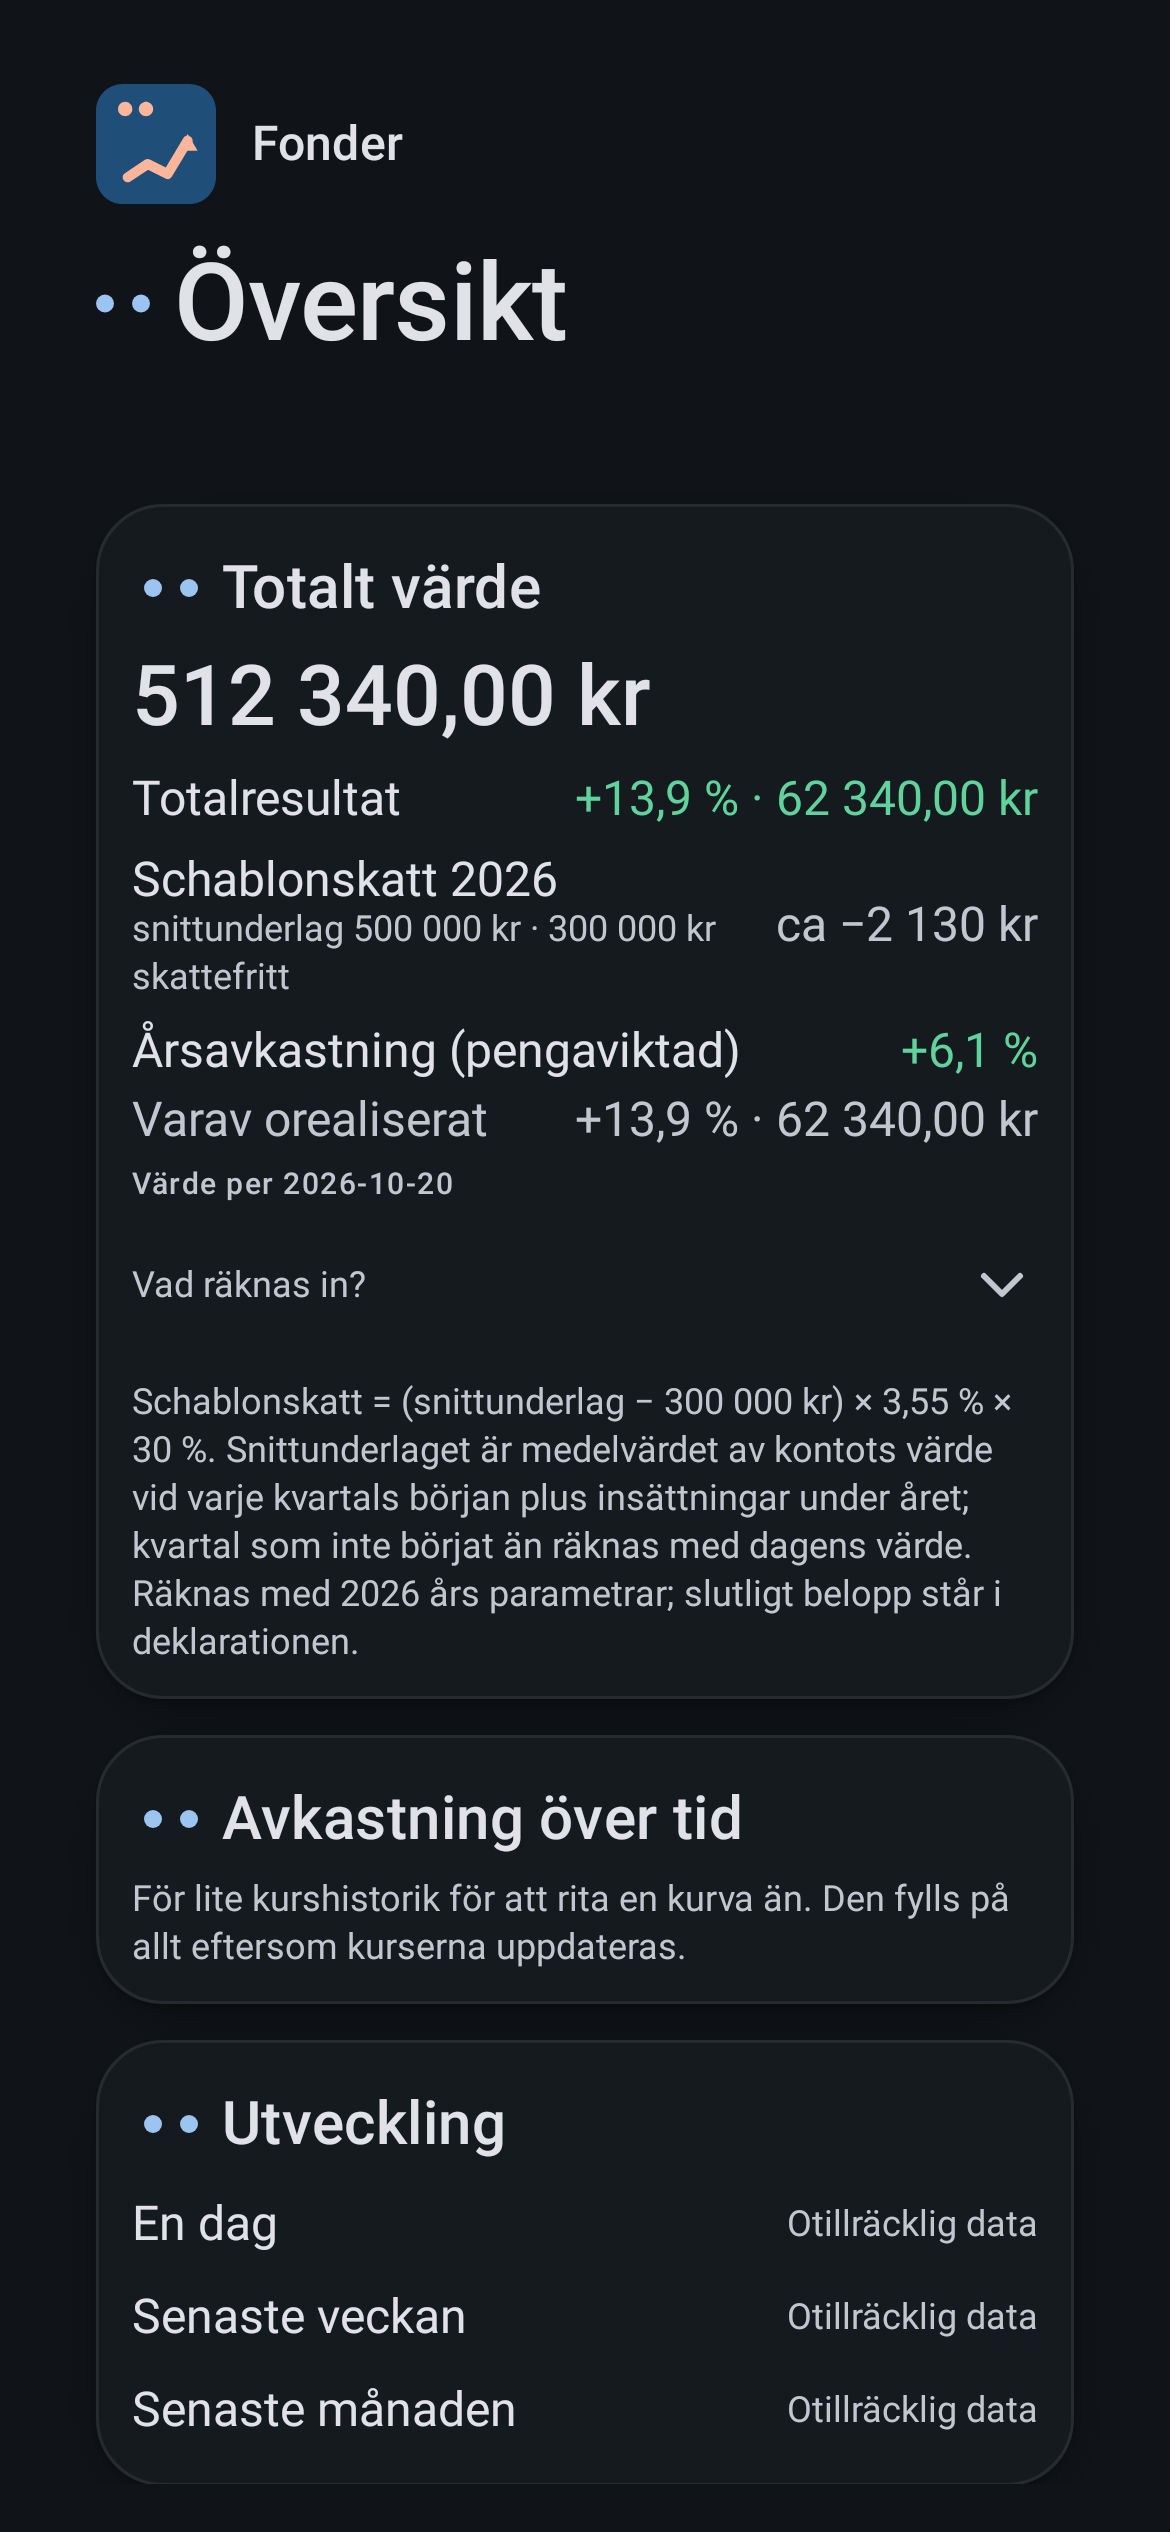 Fonder
Översikt
Totalt värde
512 340,00 kr
Totalresultat +13,9 % · 62 340,00 kr
Schablonskatt 2026
snittunderlag 500 000 kr · 300 000 kr
skattefritt
ca −2 130 kr
Årsavkastning (pengaviktad) +6,1 %
Varav orealiserat +13,9 % · 62 340,00 kr
Värde per 2026-10-20
Vad räknas in?
Schablonskatt = (snittunderlag − 300 000 kr) × 3,55 % ×
30 %. Snittunderlaget är medelvärdet av kontots värde
vid varje kvartals början plus insättningar under året;
kvartal som inte börjat än räknas med dagens värde.
Räknas med 2026 års parametrar; slutligt belopp står i
deklarationen.
Avkastning över tid
För lite kurshistorik för att rita en kurva än. Den fylls på
allt eftersom kurserna uppdateras.
Utveckling
En dag Otillräcklig data
Senaste veckan Otillräcklig data
Senaste månaden Otillräcklig data